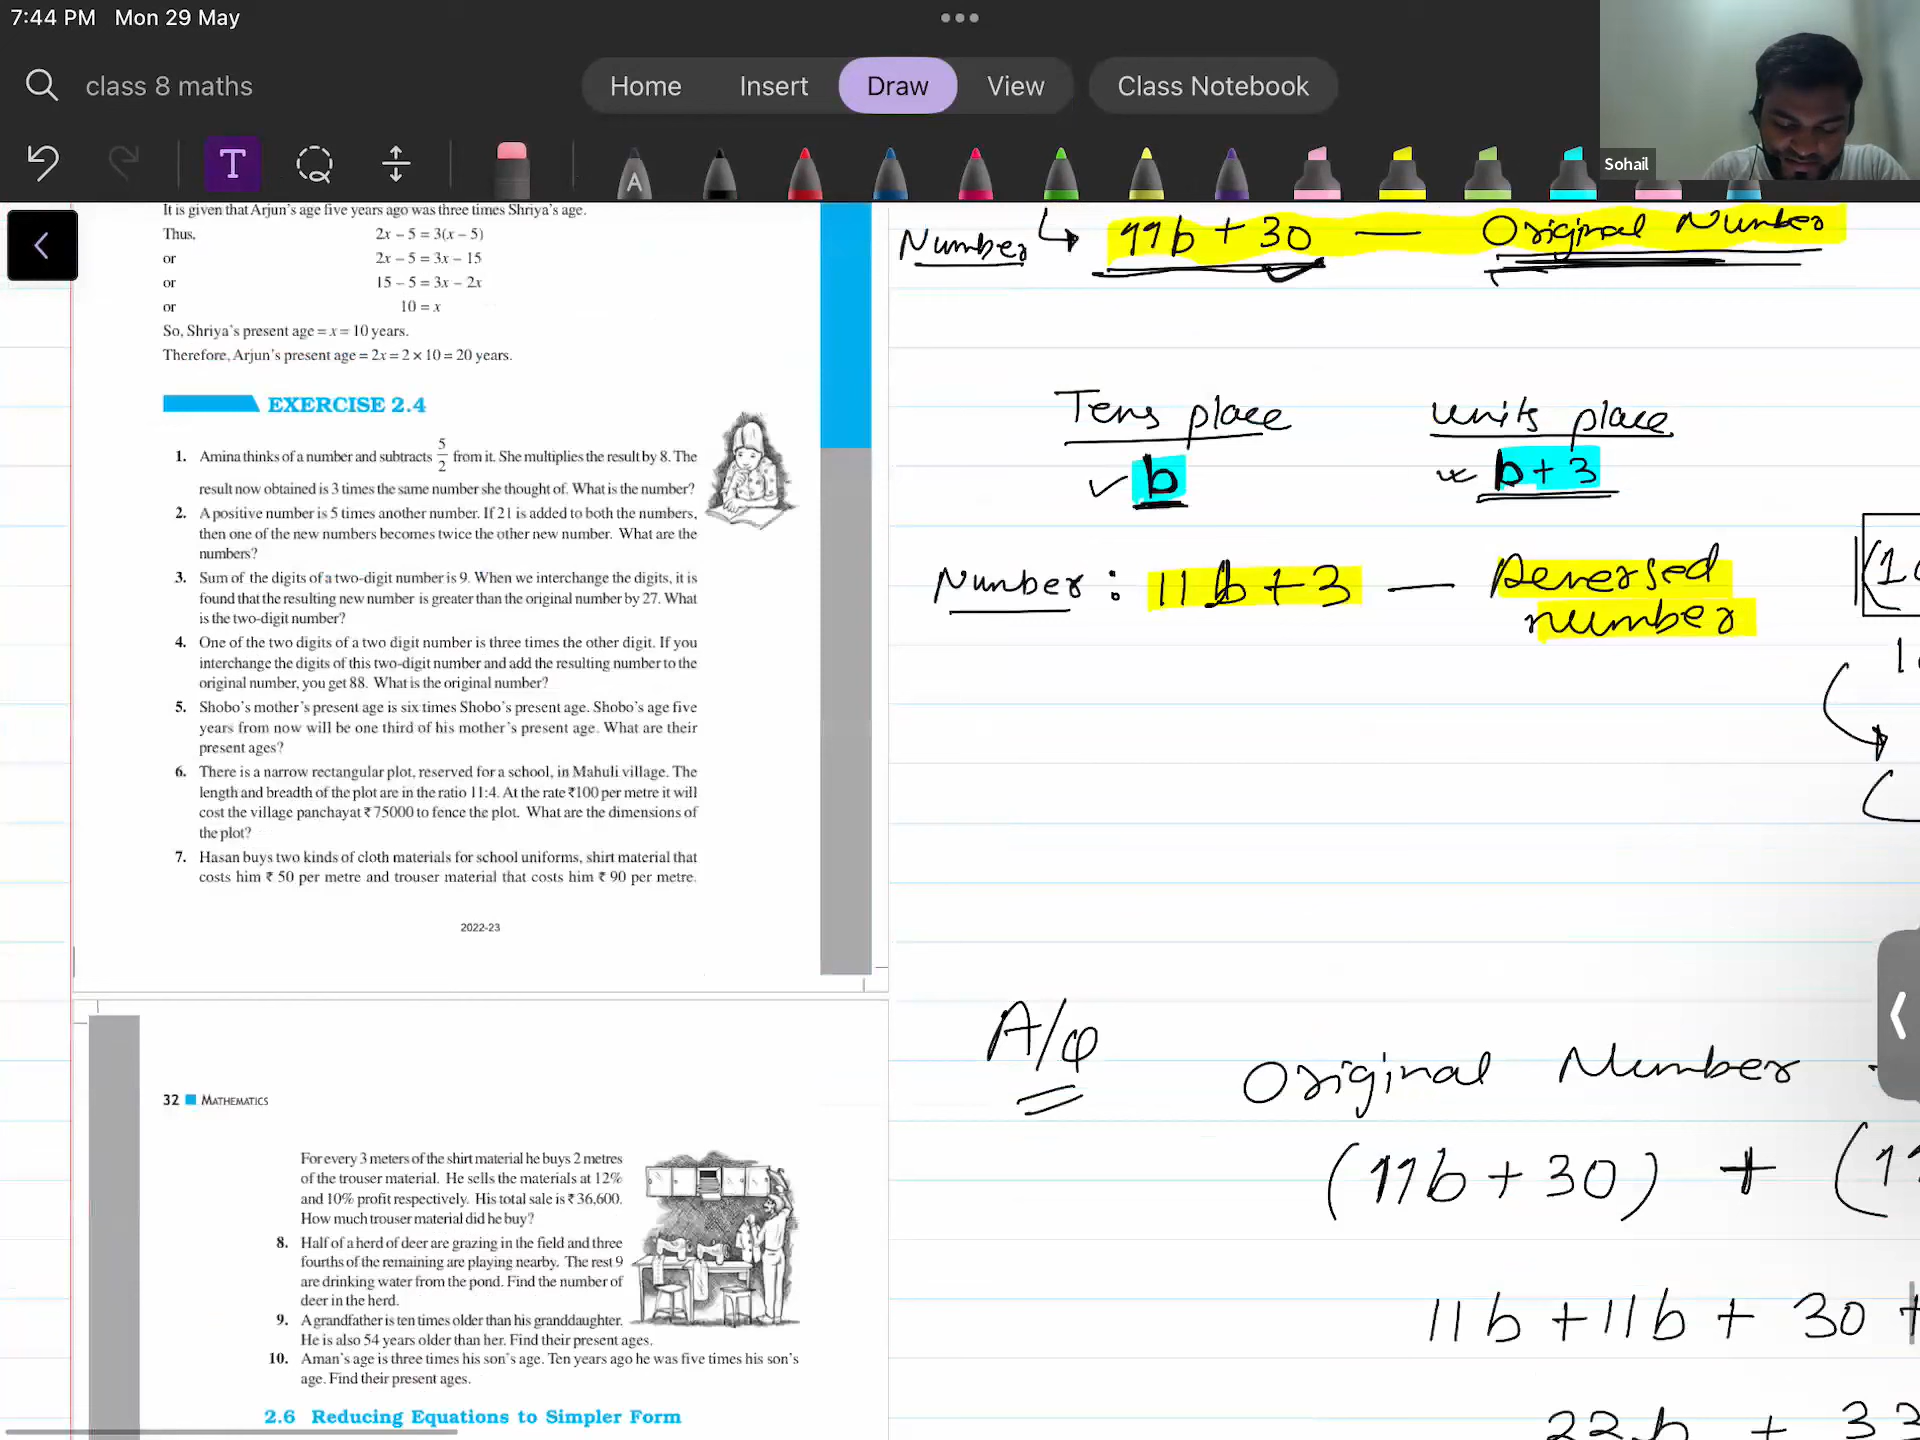 7:44 PM Mon 29 May
class 8 maths
Home
Insert
Draw
View
Class Notebook
T
A
Sohail
It is given that Arjun's age five years ago was three times Shriya's age.
Thus, 2x – 5 = 3(x – 5)
or 2x – 5 = 3x – 15
or 15 – 5 = 3x – 2x
or 10 = x
So, Shriya's present age = x = 10 years.
Therefore, Arjun's present age = 2x = 2 × 10 = 20 years.
EXERCISE 2.4
1. Amina thinks of a number and subtracts 5/2 from it. She multiplies the result by 8. The
result now obtained is 3 times the same number she thought of. What is the number?
2. A positive number is 5 times another number. If 21 is added to both the numbers,
then one of the new numbers becomes twice the other new number. What are the
numbers?
3. Sum of the digits of a two-digit number is 9. When we interchange the digits, it is
found that the resulting new number is greater than the original number by 27. What
is the two-digit number?
4. One of the two digits of a two digit number is three times the other digit. If you
interchange the digits of this two-digit number and add the resulting number to the
original number, you get 88. What is the original number?
5. Shobo's mother's present age is six times Shobo's present age. Shobo's age five
years from now will be one third of his mother's present age. What are their
present ages?
6. There is a narrow rectangular plot, reserved for a school, in Mahuli village. The
length and breadth of the plot are in the ratio 11:4. At the rate ₹100 per metre it will
cost the village panchayat ₹ 75000 to fence the plot. What are the dimensions of
the plot?
7. Hasan buys two kinds of cloth materials for school uniforms, shirt material that
costs him ₹ 50 per metre and trouser material that costs him ₹ 90 per metre.
2022-23
32 MATHEMATICS
For every 3 meters of the shirt material he buys 2 metres
of the trouser material. He sells the materials at 12%
and 10% profit respectively. His total sale is ₹ 36,600.
How much trouser material did he buy?
8. Half of a herd of deer are grazing in the field and three
fourths of the remaining are playing nearby. The rest 9
are drinking water from the pond. Find the number of
deer in the herd.
9. A grandfather is ten times older than his granddaughter.
He is also 54 years older than her. Find their present ages.
10. Aman's age is three times his son's age. Ten years ago he was five times his son's
age. Find their present ages.
2.6 Reducing Equations to Simpler Form
Number 11b + 30 — Original Number
Tens place units place
b b + 3
Number : 11b + 3 — Reversed
number
A/Q
Original Number
(11b + 30) +
11b + 11b + 30 +
22b + 33